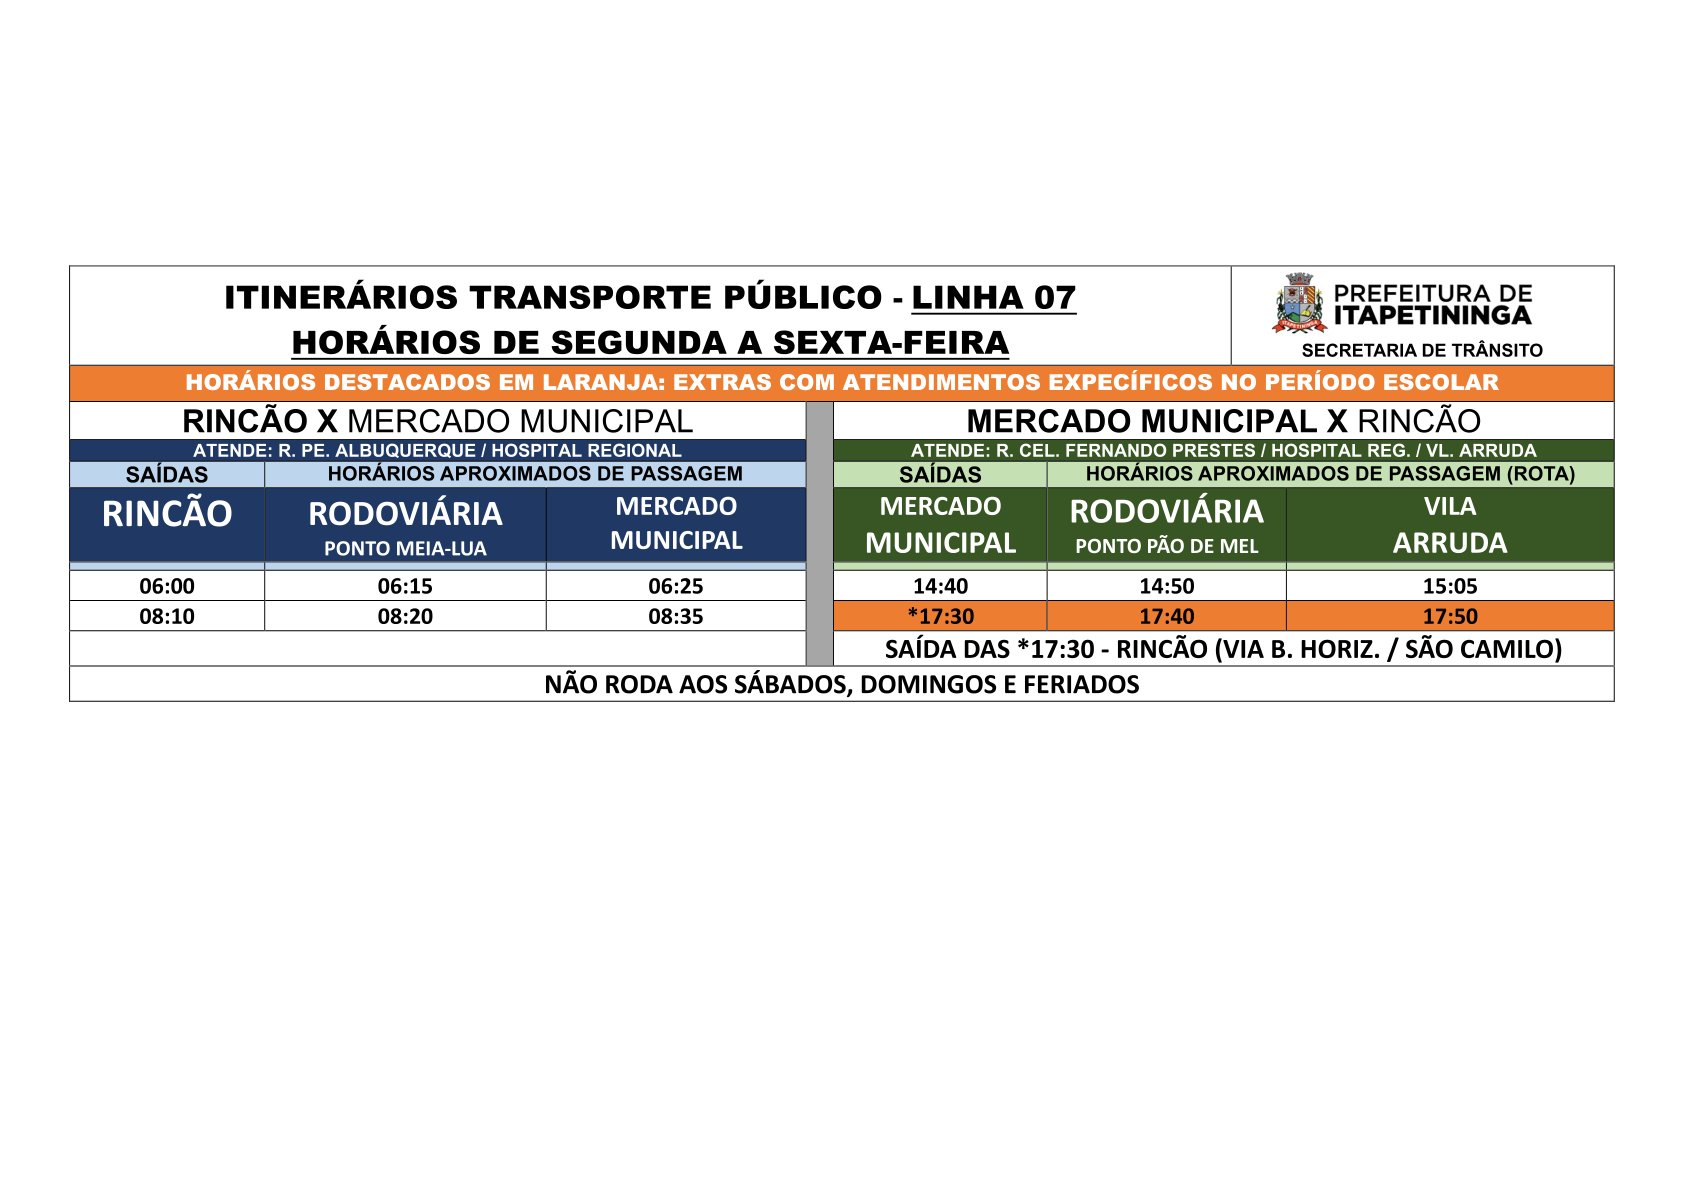 ITINERÁRIOS TRANSPORTE PÚBLICO - LINHA 07
HORÁRIOS DE SEGUNDA A SEXTA-FEIRA
PREFEITURA DE
ITAPETININGA
SECRETARIA DE TRÂNSITO
HORÁRIOS DESTACADOS EM LARANJA: EXTRAS COM ATENDIMENTOS EXPECÍFICOS NO PERÍODO ESCOLAR
RINCÃO X MERCADO MUNICIPAL
ATENDE: R. PE. ALBUQUERQUE / HOSPITAL REGIONAL
SAÍDAS HORÁRIOS APROXIMADOS DE PASSAGEM
RINCÃO RODOVIÁRIA MERCADO
PONTO MEIA-LUA MUNICIPAL
06:00 06:15 06:25
08:10 08:20 08:35
MERCADO MUNICIPAL X RINCÃO
ATENDE: R. CEL. FERNANDO PRESTES / HOSPITAL REG. / VL. ARRUDA
SAÍDAS HORÁRIOS APROXIMADOS DE PASSAGEM (ROTA)
MERCADO RODOVIÁRIA VILA
MUNICIPAL PONTO PÃO DE MEL ARRUDA
14:40 14:50 15:05
*17:30 17:40 17:50
SAÍDA DAS *17:30 - RINCÃO (VIA B. HORIZ. / SÃO CAMILO)
NÃO RODA AOS SÁBADOS, DOMINGOS E FERIADOS